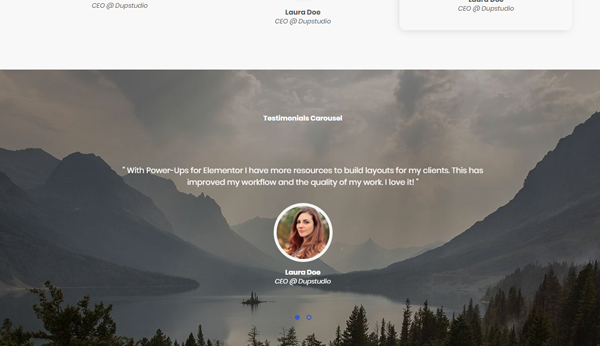 CEO @ Dupstudio
Laura Doe
CEO @ Dupstudio
Laura Doe
CEO @ Dupstudio
Testimonials Carousel
" With Power-Ups for Elementor I have more resources to build layouts for my clients. This has
improved my workflow and the quality of my work. I love it! "
Laura Doe
CEO @ Dupstudio